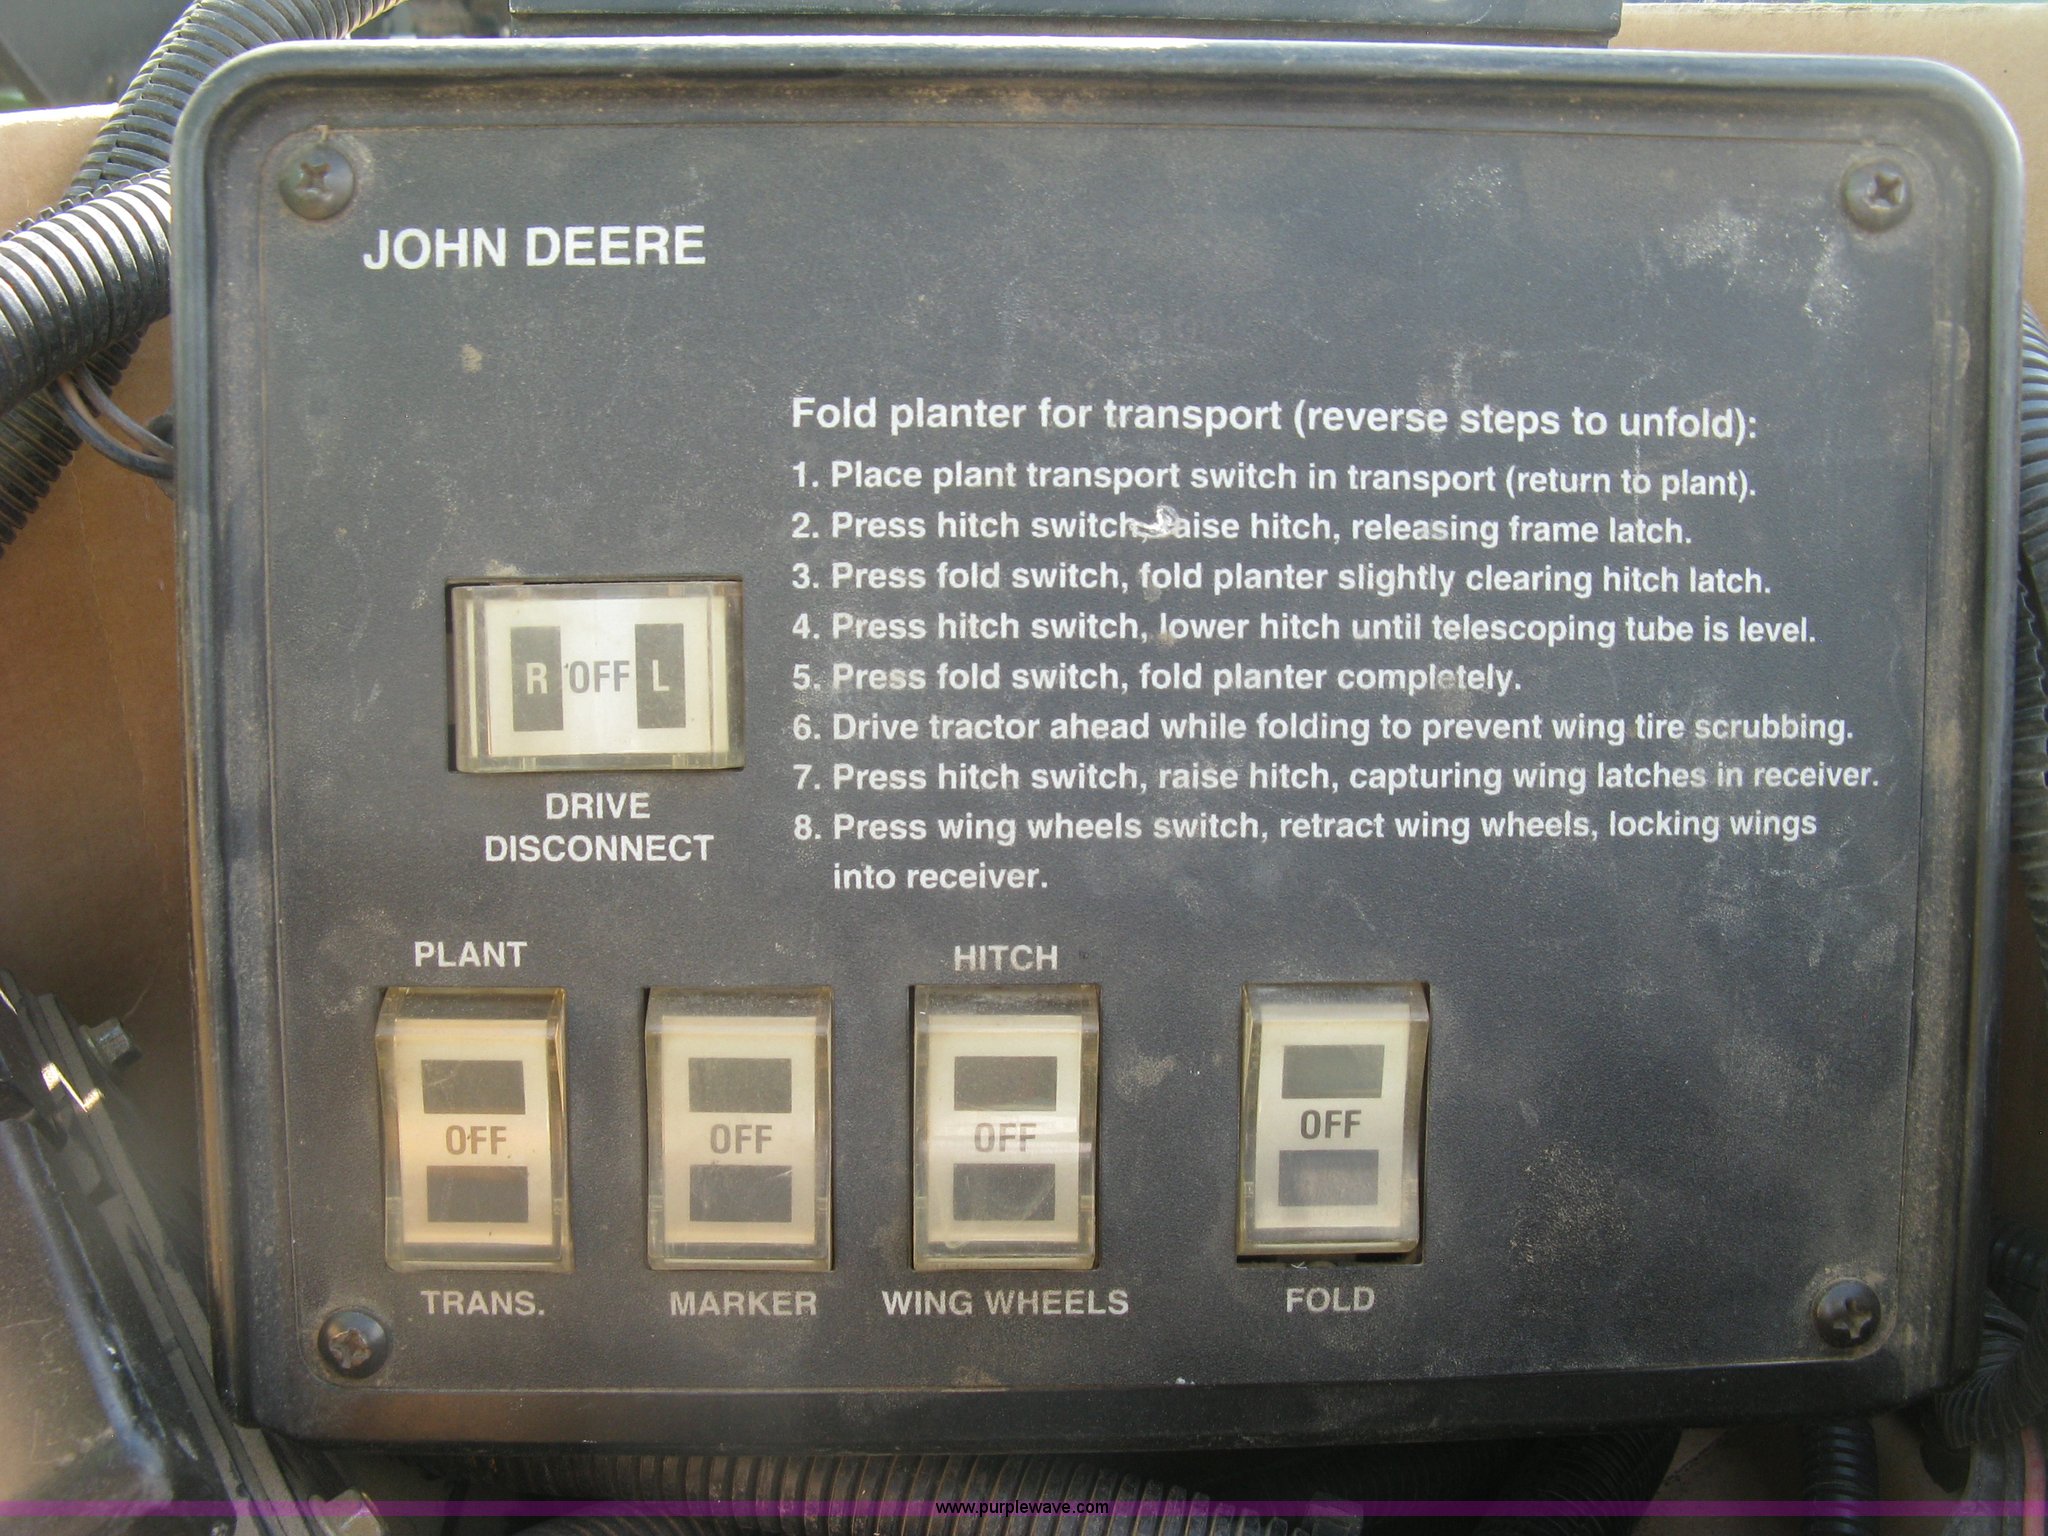 JOHN DEERE
Fold planter for transport (reverse steps to unfold):
1. Place plant transport switch in transport (return to plant).
2. Press hitch switch, raise hitch, releasing frame latch.
3. Press fold switch, fold planter slightly clearing hitch latch.
4. Press hitch switch, lower hitch until telescoping tube is level.
5. Press fold switch, fold planter completely.
6. Drive tractor ahead while folding to prevent wing tire scrubbing.
7. Press hitch switch, raise hitch, capturing wing latches in receiver.
8. Press wing wheels switch, retract wing wheels, locking wings
into receiver.
R OFF L
DRIVE
DISCONNECT
PLANT
HITCH
OFF
OFF
OFF
OFF
TRANS.
MARKER
WING WHEELS
FOLD
www.purplewave.com